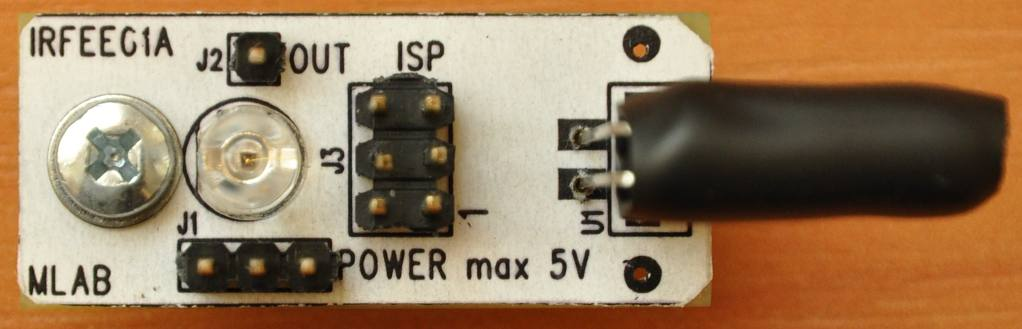 IRFEEC1A
J2 OUT
ISP
J3
1
U1
J1
POWER max 5V
MLAB